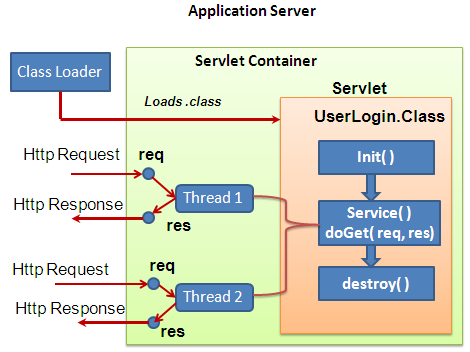 Application Server
Servlet Container
Class Loader
Loads .class
Servlet
UserLogin.Class
Http Request
req
Init( )
Http Response
Thread 1
res
Service( )
doGet( req, res)
Http Request
req
Http Response
Thread 2
res
destroy( )